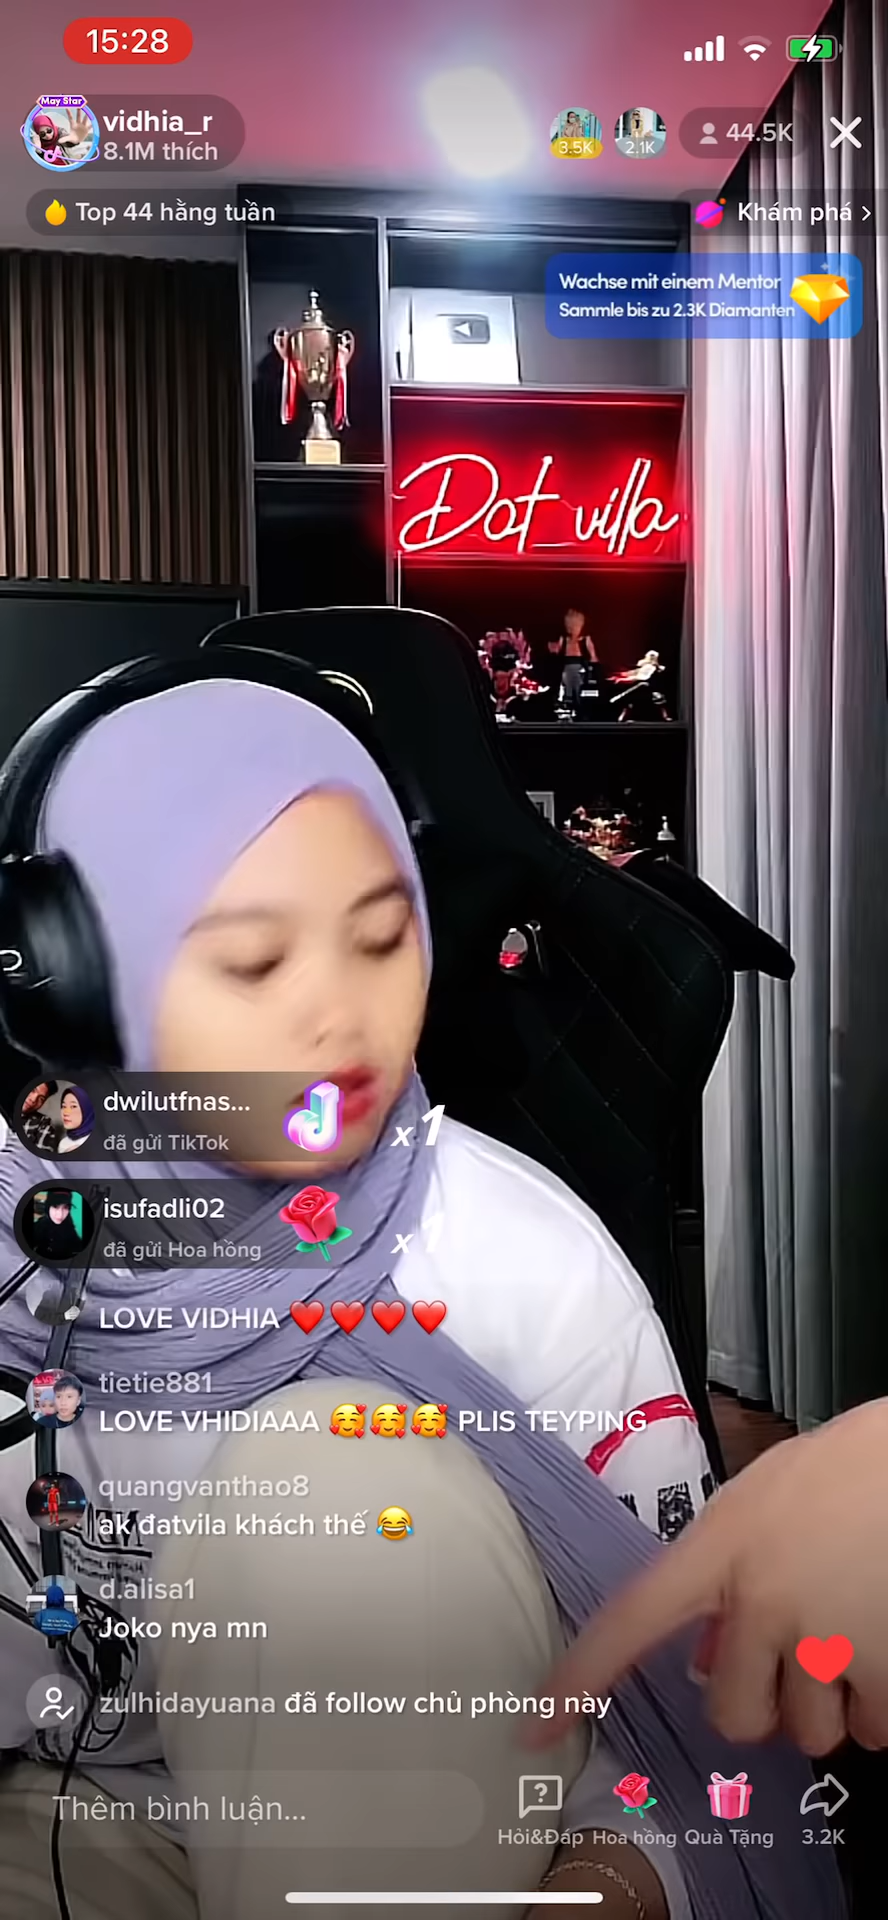 15:28
May Star
vidhia_r
8.1M thích
3.5K
2.1K
44.5K
Top 44 hằng tuần
Khám phá >
Wachse mit einem Mentor
Sammle bis zu 2.3K Diamanten
Dot villa
dwilutfnas...
đã gửi TikTok
x1
isufadli02
đã gửi Hoa hồng
x1
LOVE VIDHIA ❤️❤️❤️❤️
tietie881
LOVE VHIDIAAA 🥰🥰🥰 PLIS TEYPING
quangvanthao8
ak đatvila khách thế 😂
d.alisa1
Joko nya mn
zulhidayuana đã follow chủ phòng này
Thêm bình luận...
Hỏi&Đáp
Hoa hồng
Quà Tặng
3.2K